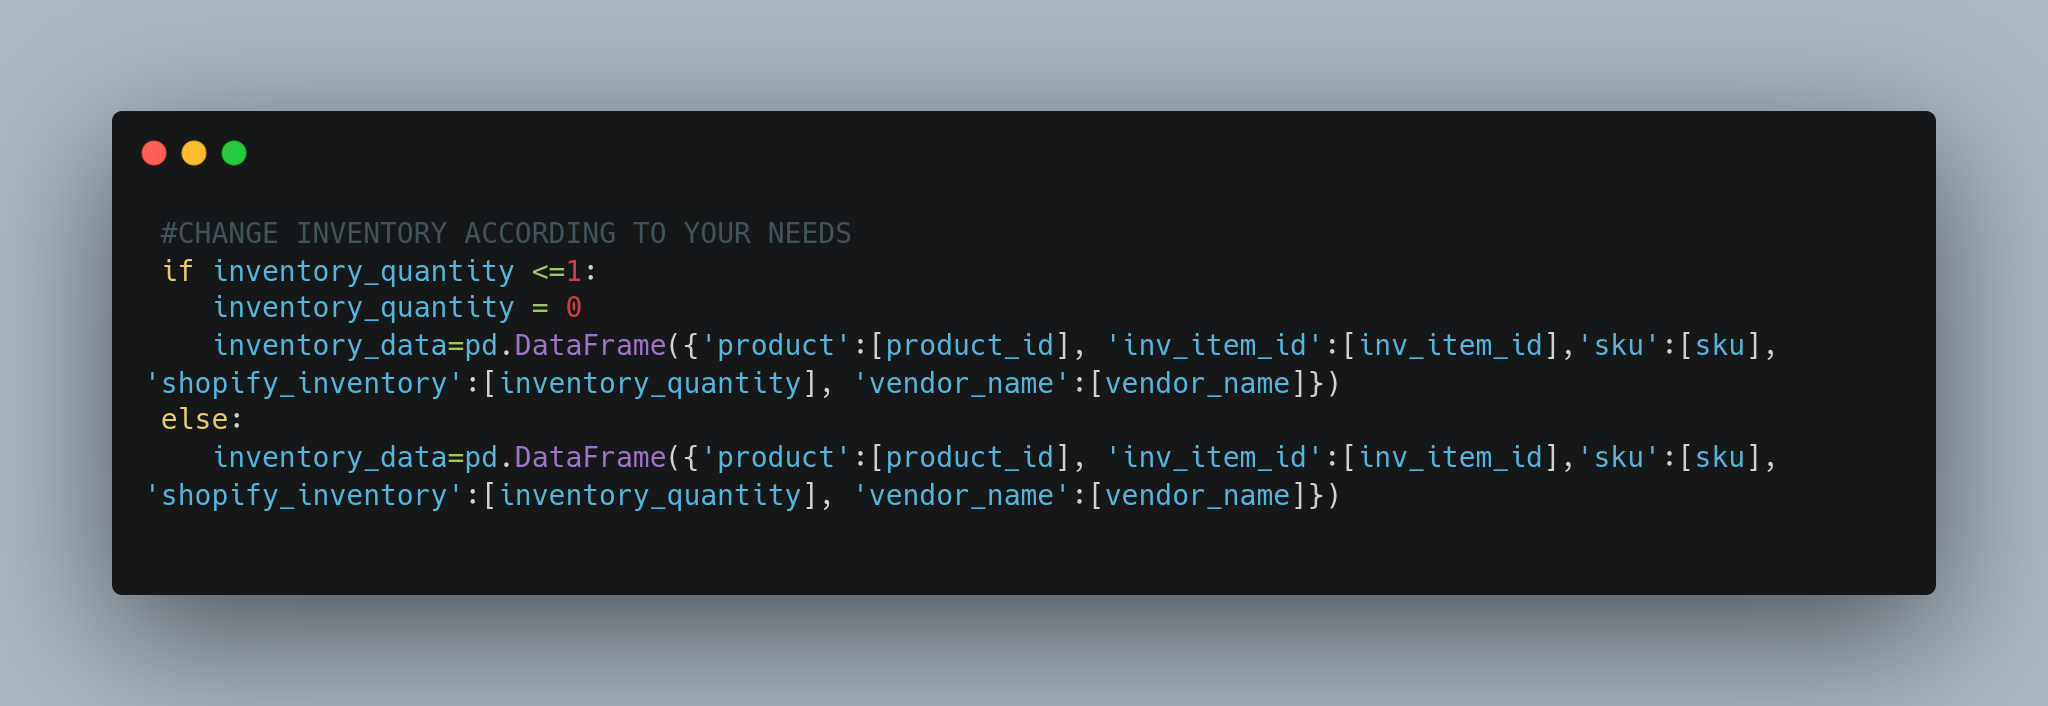 #CHANGE INVENTORY ACCORDING TO YOUR NEEDS
if inventory_quantity <=1:
   inventory_quantity = 0
   inventory_data=pd.DataFrame({'product':[product_id], 'inv_item_id':[inv_item_id],'sku':[sku],
'shopify_inventory':[inventory_quantity], 'vendor_name':[vendor_name]})
else:
   inventory_data=pd.DataFrame({'product':[product_id], 'inv_item_id':[inv_item_id],'sku':[sku],
'shopify_inventory':[inventory_quantity], 'vendor_name':[vendor_name]})